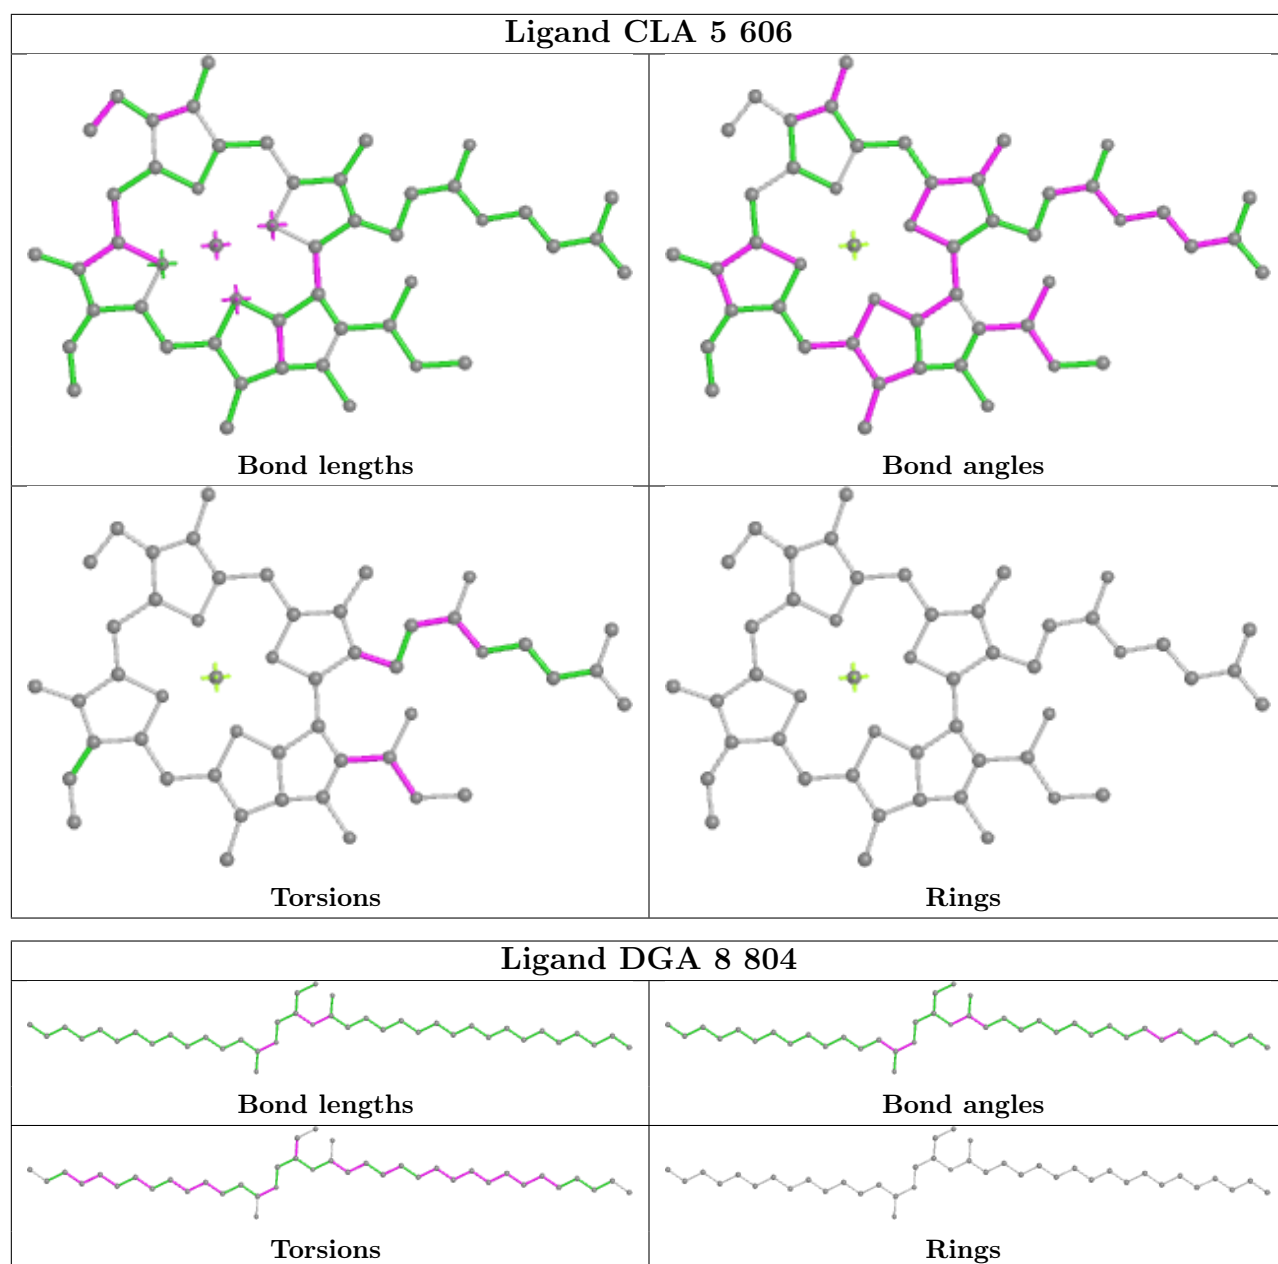 Ligand CLA 5 606
Bond lengths
Bond angles
Torsions
Rings
Ligand DGA 8 804
Bond lengths
Bond angles
Torsions
Rings